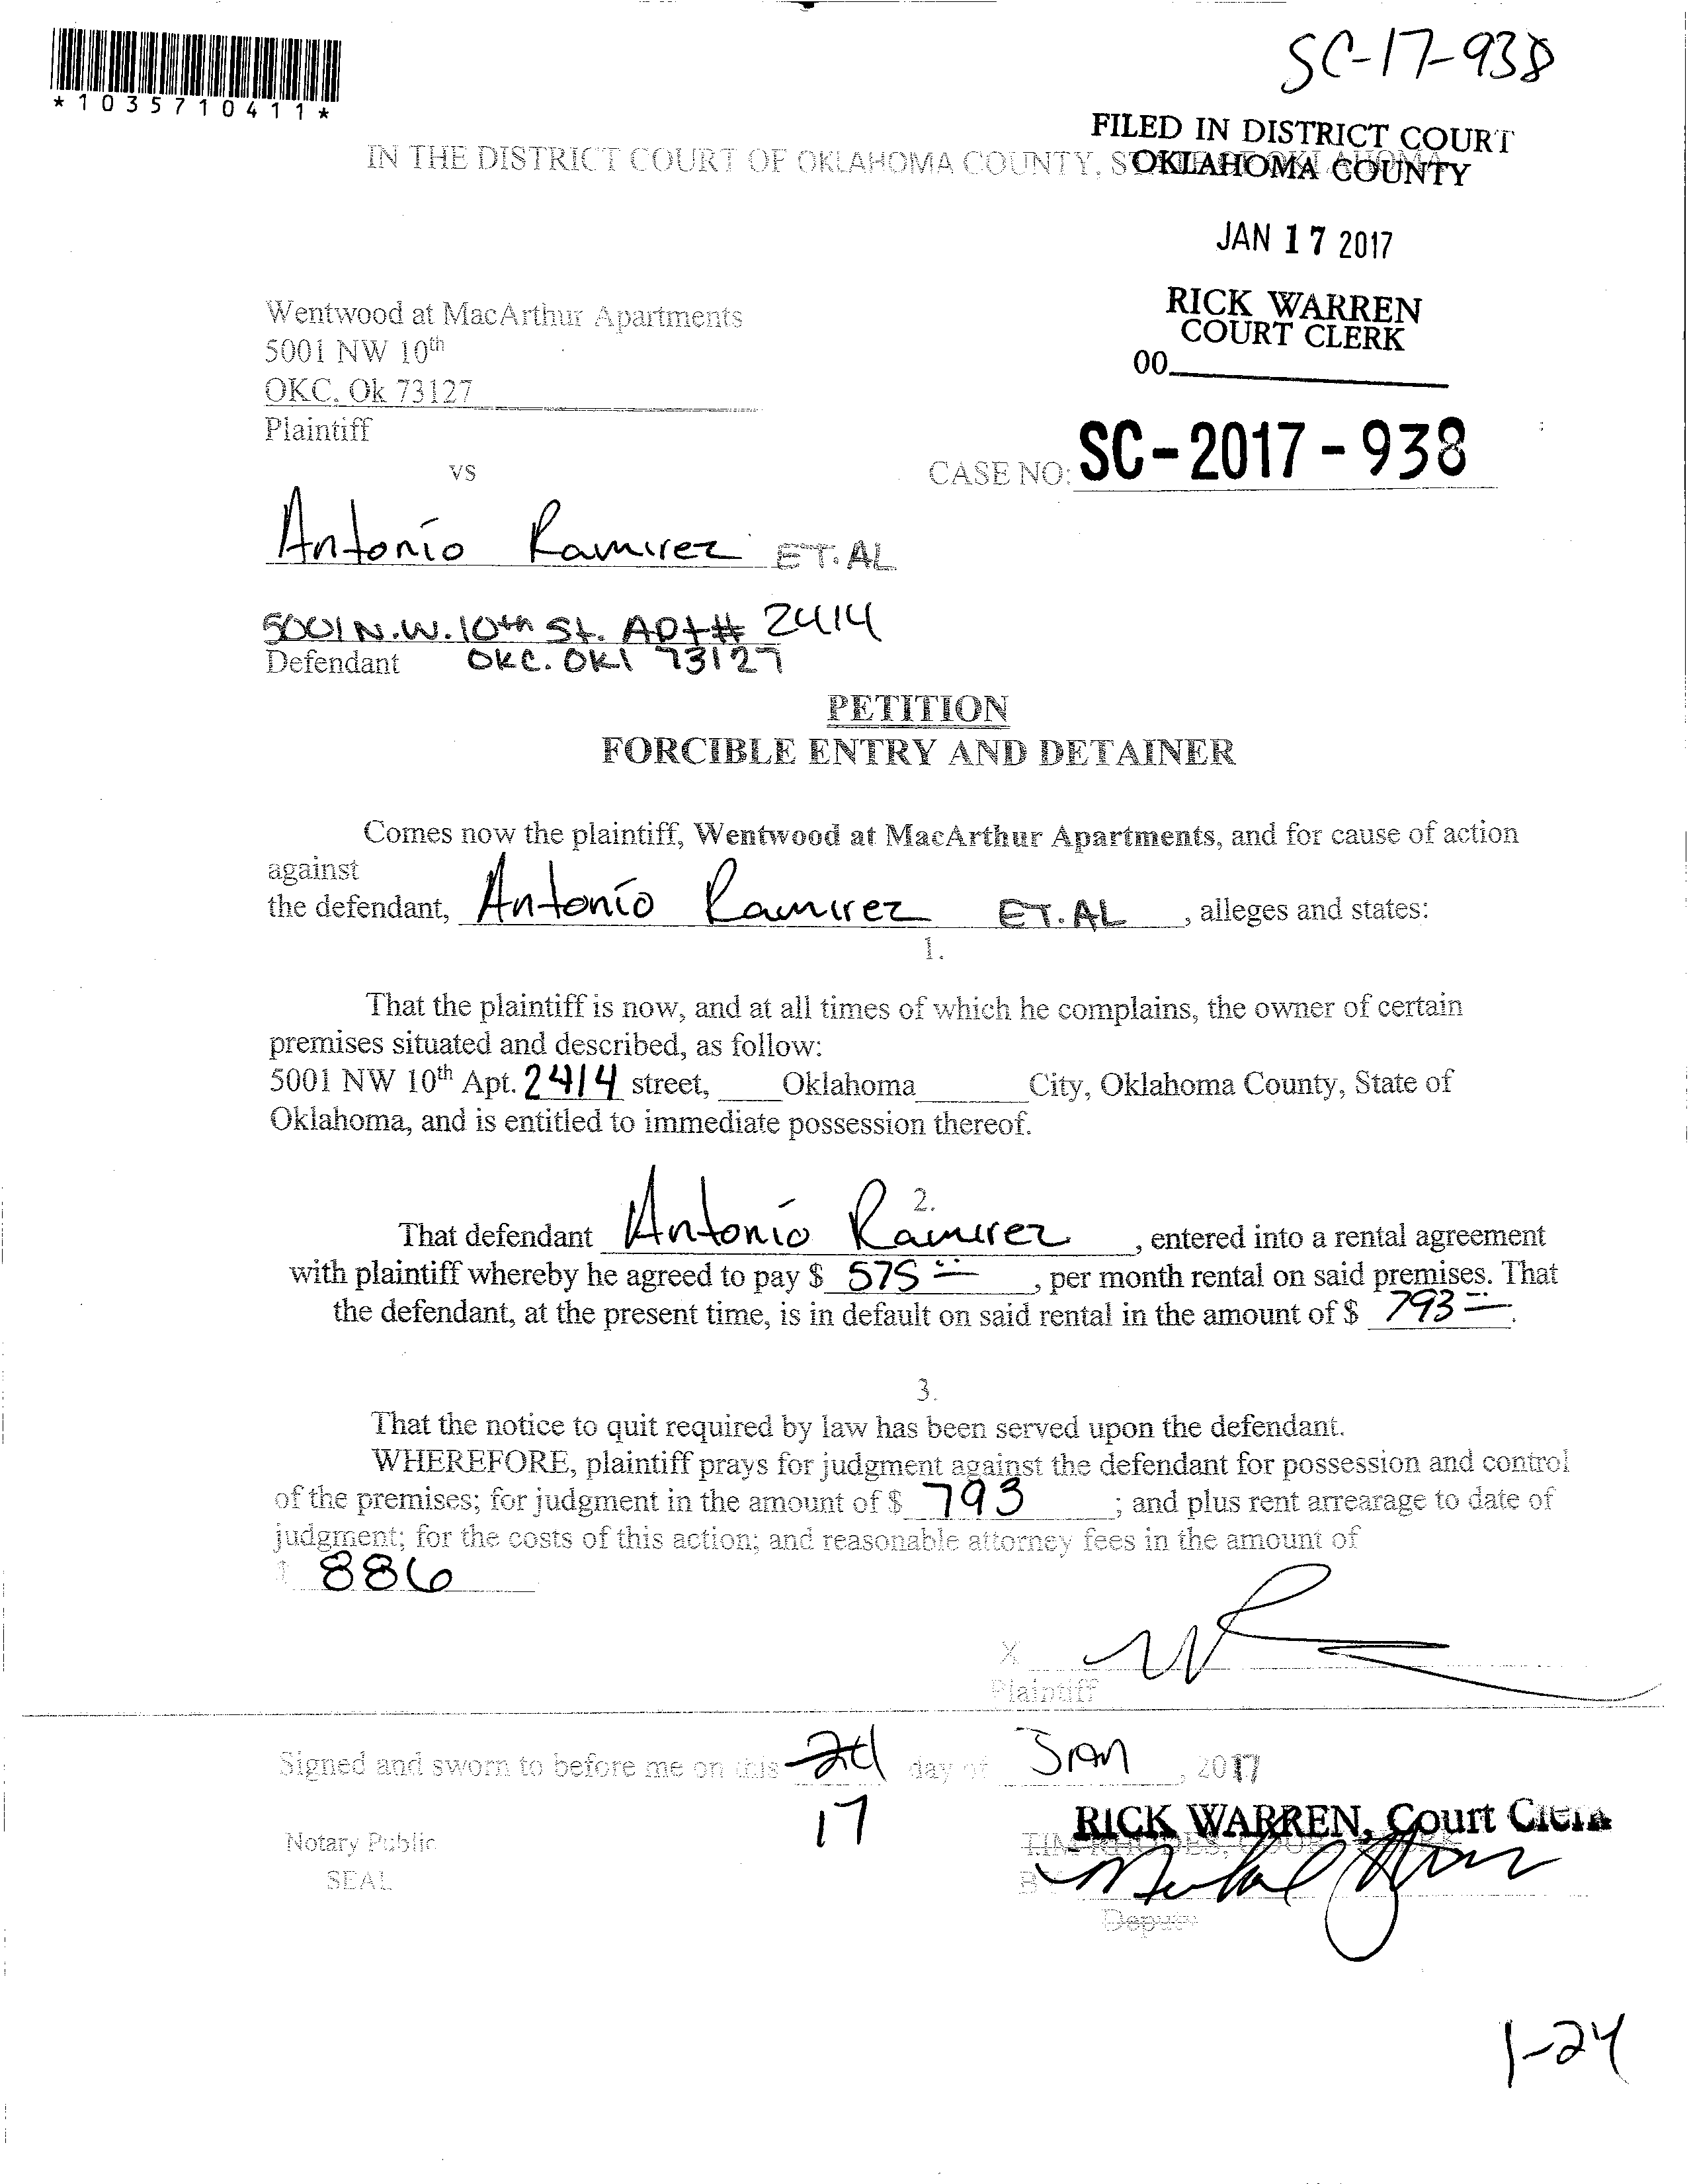 SC-17-938
*1035710411*
FILED IN DISTRICT COURT
OKLAHOMA COUNTY
IN THE DISTRICT COURT OF OKLAHOMA COUNTY,
JAN 17 2017
RICK WARREN
COURT CLERK
00
Wentwood at MacArthur Apartments
5001 NW 10th
OKC. Ok 73127
Plaintiff
vs
CASE NO: SC-2017-938
Antonio Ramirez ET.AL
5001 N.W. 10th St. APt# 2414
Defendant OKC. OKl 73127
PETITION
FORCIBLE ENTRY AND DETAINER
Comes now the plaintiff, Wentwood at MacArthur Apartments, and for cause of action
against
the defendant, Antonio Ramirez ET.AL, alleges and states:
1.
That the plaintiff is now, and at all times of which he complains, the owner of certain
premises situated and described, as follow:
5001 NW 10th Apt. 2414 street, Oklahoma City, Oklahoma County, State of
Oklahoma, and is entitled to immediate possession thereof.
2.
That defendant Antonio Ramirez, entered into a rental agreement
with plaintiff whereby he agreed to pay $ 575, per month rental on said premises. That
the defendant, at the present time, is in default on said rental in the amount of $ 793.
3.
That the notice to quit required by law has been served upon the defendant.
WHEREFORE, plaintiff prays for judgment against the defendant for possession and control
of the premises; for judgment in the amount of $ 793; and plus rent arrearage to date of
judgment; for the costs of this action; and reasonable attorney fees in the amount of
$ 886
X
Plaintiff
Signed and sworn to before me on this 24 day of JAN, 2017
17
RICK WARREN, Court Clerk
Notary Public
SEAL
BY
Deputy
1-24